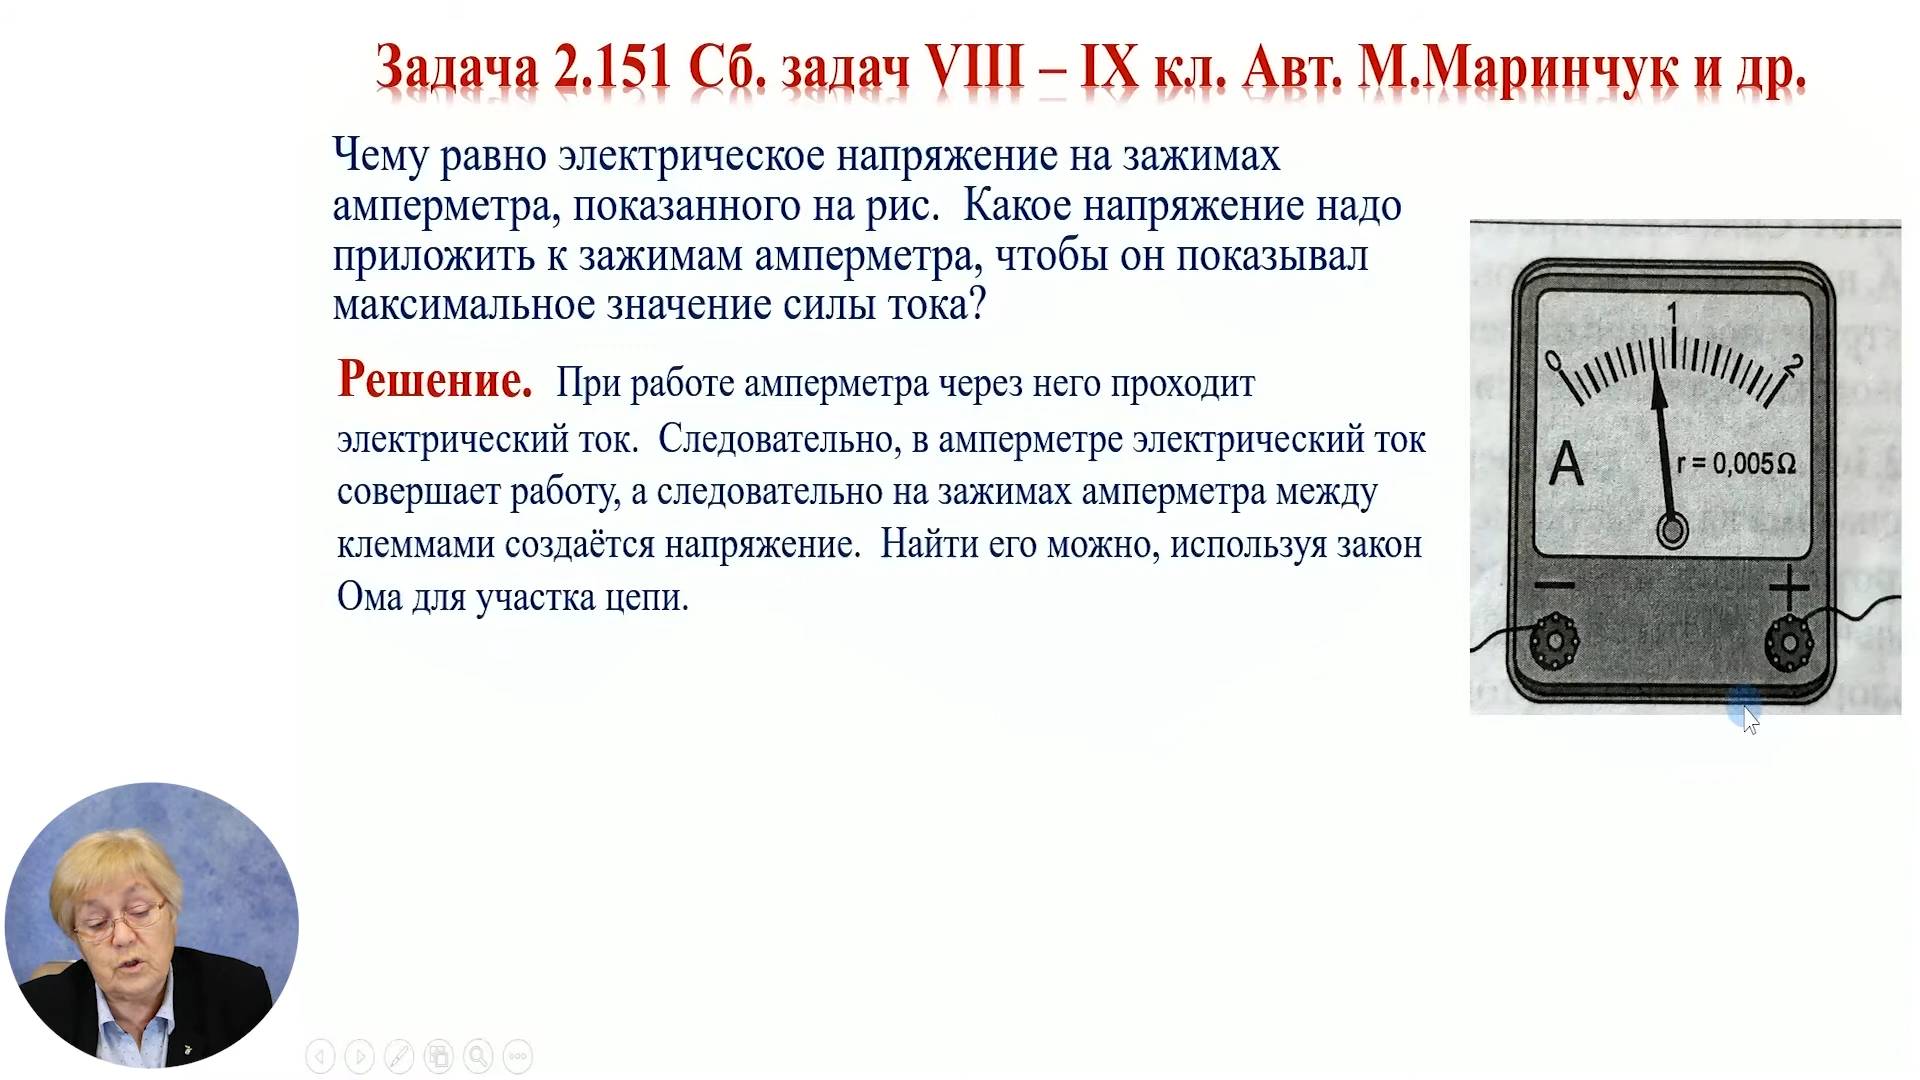 Задача 2.151 Сб. задач VIII – IX кл. Авт. М.Маринчук и др.
Чему равно электрическое напряжение на зажимах
амперметра, показанного на рис. Какое напряжение надо
приложить к зажимам амперметра, чтобы он показывал
максимальное значение силы тока?
Решение. При работе амперметра через него проходит
электрический ток. Следовательно, в амперметре электрический ток
совершает работу, а следовательно на зажимах амперметра между
клеммами создаётся напряжение. Найти его можно, используя закон
Ома для участка цепи.
0 1 2
A
r = 0,005 Ω
– +